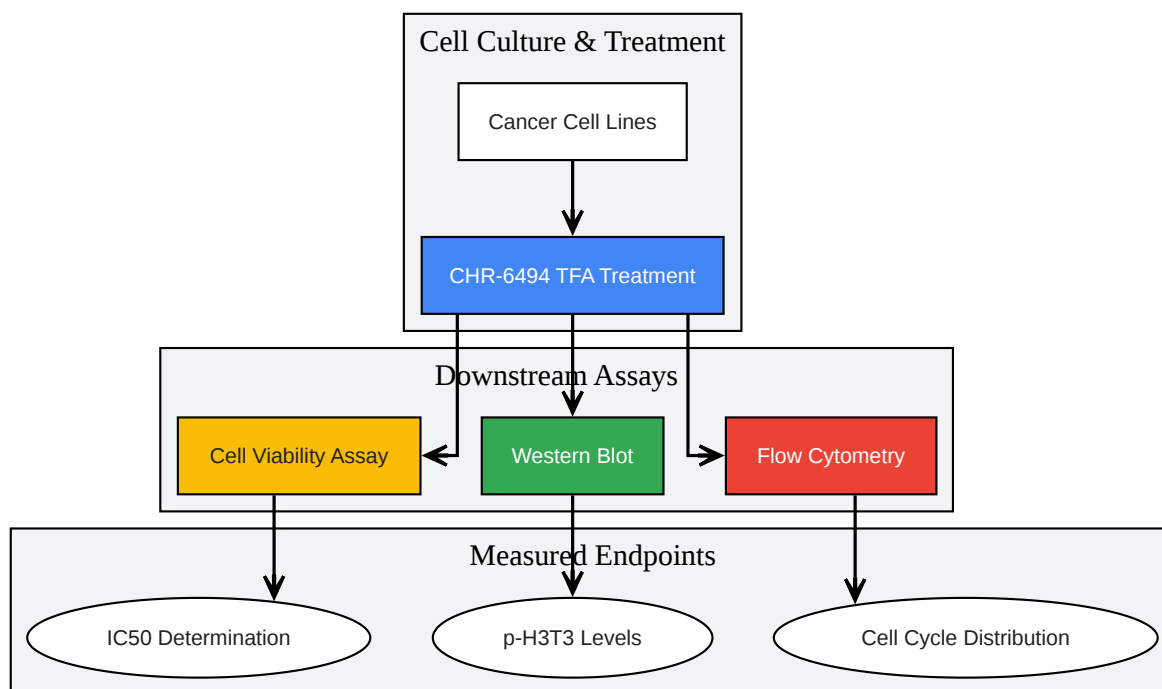 Cell Culture & Treatment
Cancer Cell Lines
CHR-6494 TFA Treatment
Downstream Assays
Cell Viability Assay
Western Blot
Flow Cytometry
Measured Endpoints
IC50 Determination
p-H3T3 Levels
Cell Cycle Distribution